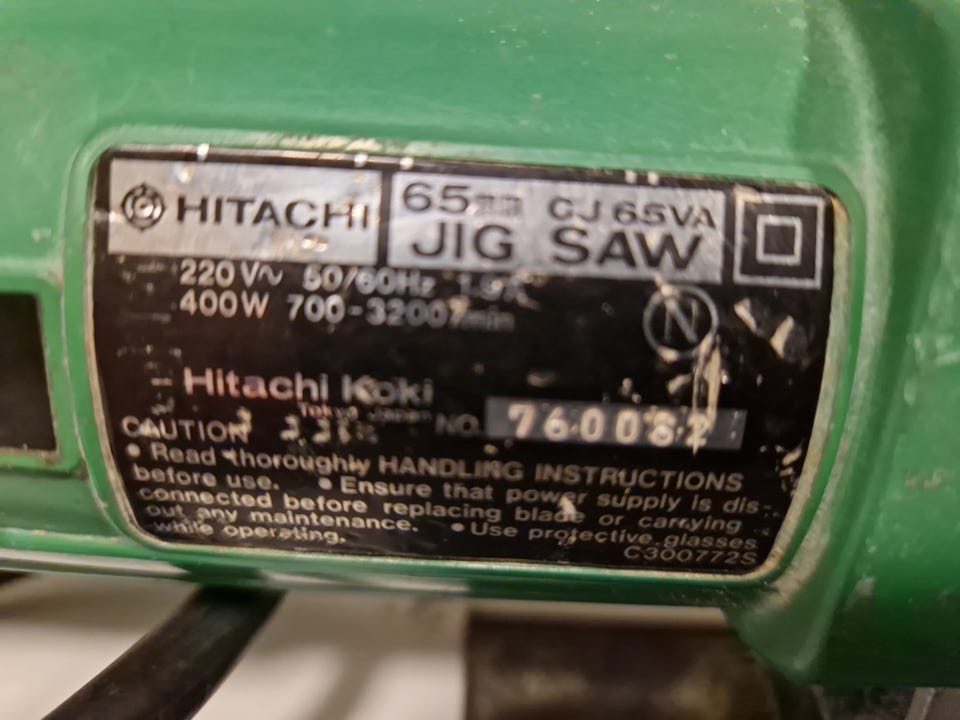 HITACHI
65mm CJ 65VA
JIG SAW
220V~ 50/60Hz
400W 700-3200/min
N
Hitachi Koki
Tokyo Japan
CAUTION NO.
• Read thoroughly HANDLING INSTRUCTIONS
before use. • Ensure that power supply is dis-
connected before replacing blade or carrying
out any maintenance. • Use protective glasses
while operating.
C300772S